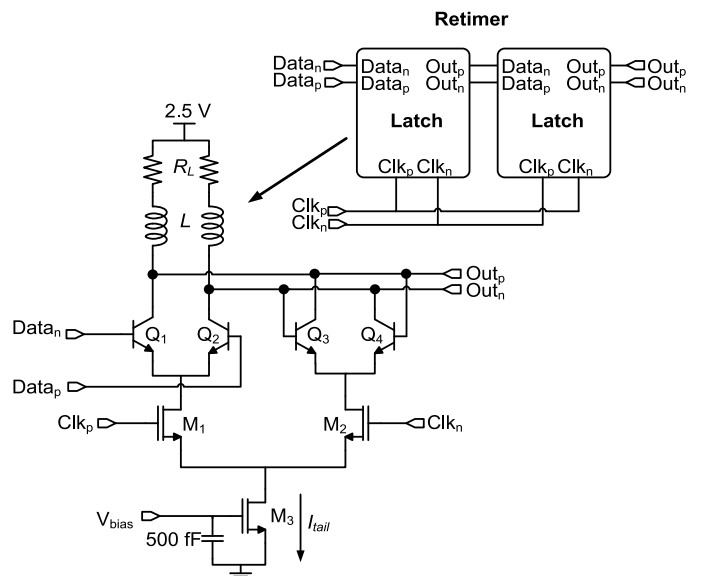 Retimer
Data_n Data_n Out_p Data_n Out_p Out_p
Data_p Data_p Out_n Data_p Out_n Out_n
Latch Latch
Clk_p Clk_n Clk_p Clk_n
Clk_p
Clk_n
2.5 V
R_L
L
Out_p
Out_n
Data_n Q_1 Q_2 Q_3 Q_4
Data_p
Clk_p M_1 M_2 Clk_n
V_bias M_3 I_tail
500 fF